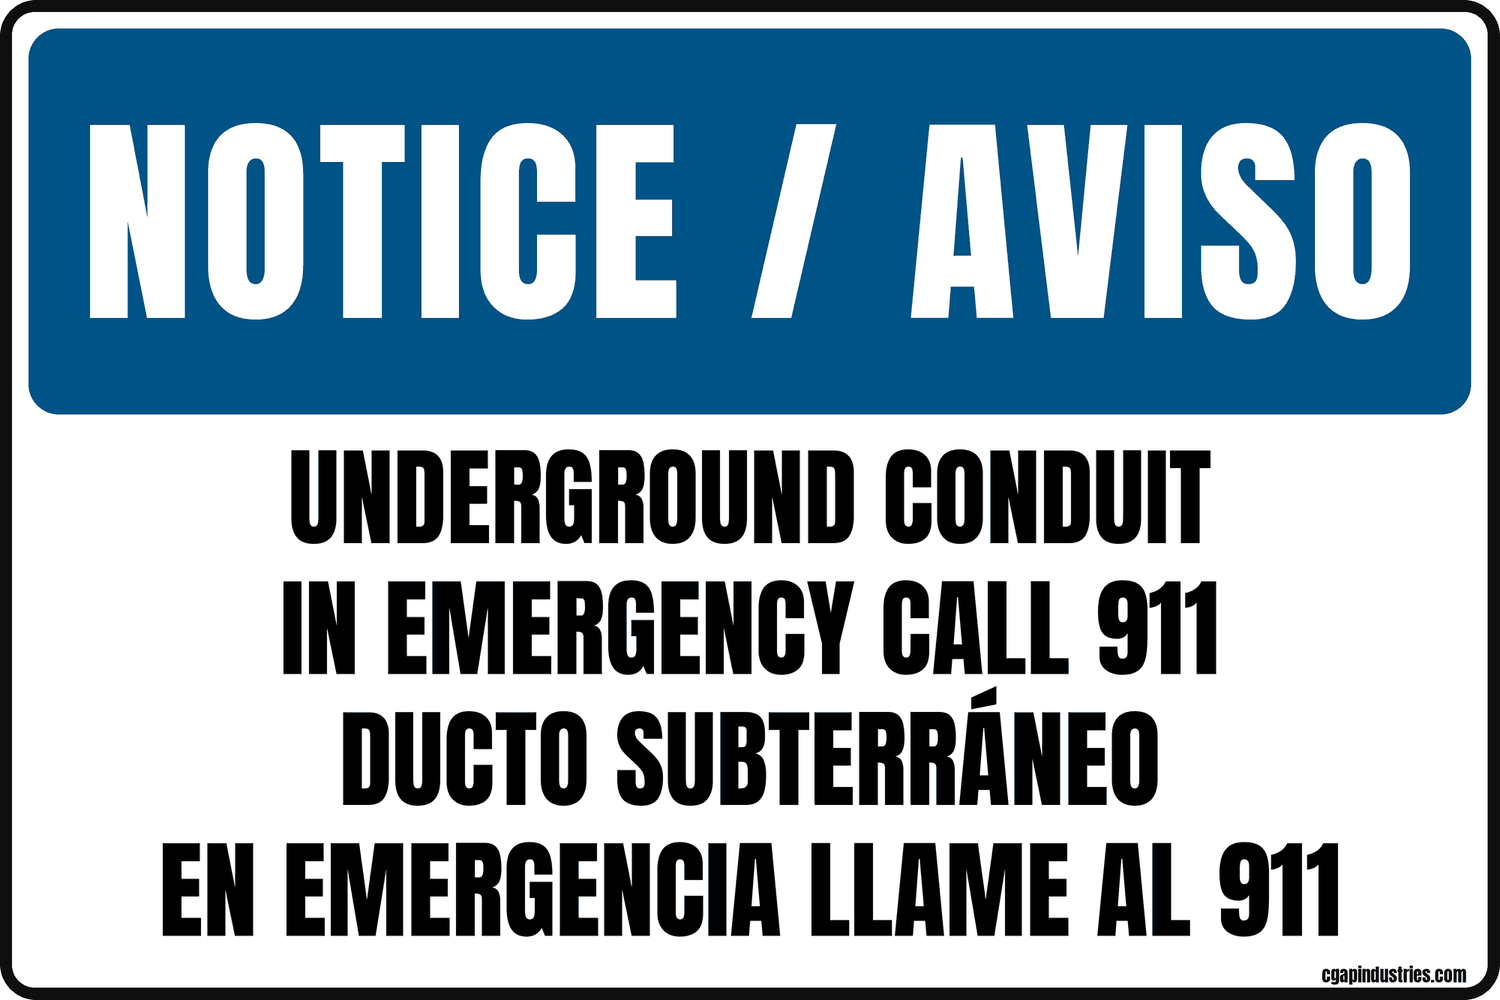 NOTICE / AVISO
UNDERGROUND CONDUIT
IN EMERGENCY CALL 911
DUCTO SUBTERRÁNEO
EN EMERGENCIA LLAME AL 911
cgapindustries.com